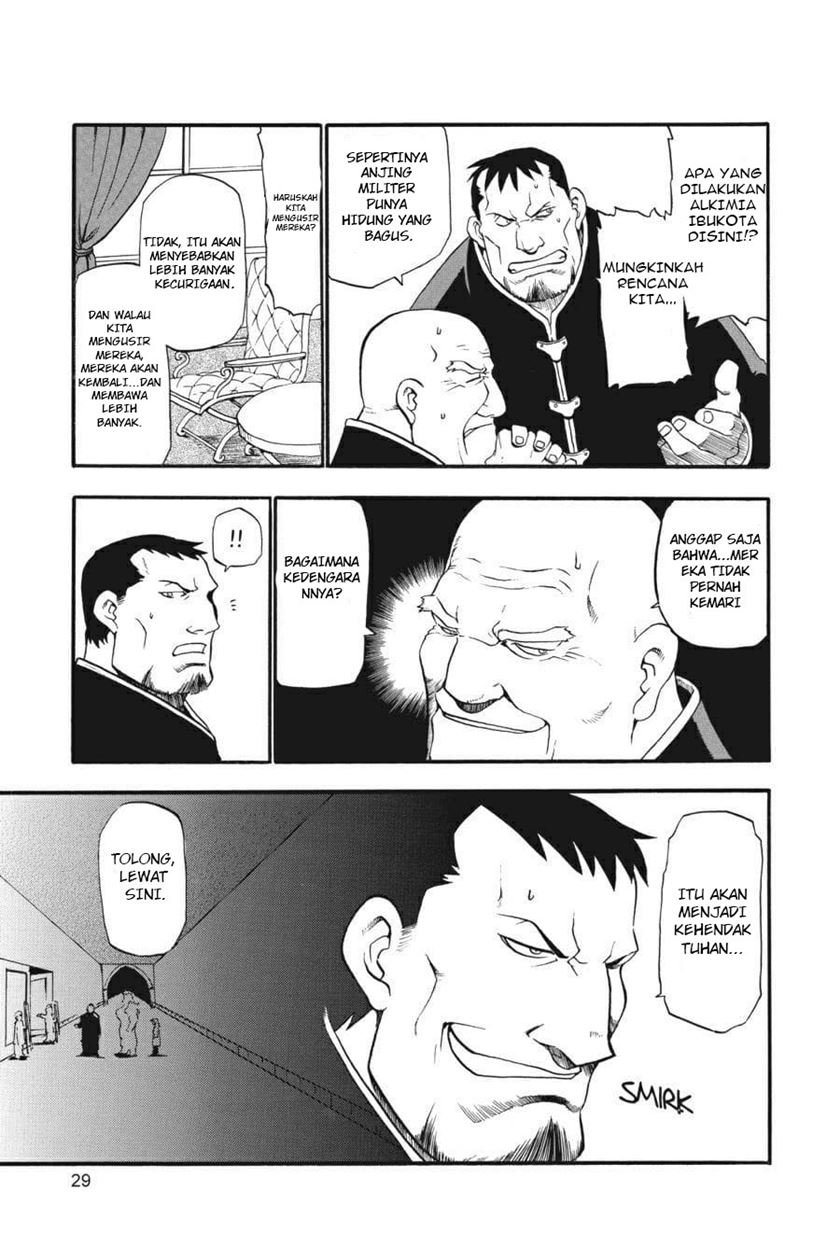 APA YANG
DILAKUKAN
ALKIMIA
IBUKOTA
DISINI!?
MUNGKINKAH
RENCANA
KITA...
SEPERTINYA
ANJING
MILITER
PUNYA
HIDUNG YANG
BAGUS.
HARUSKAH
KITA
MENGUSIR
MEREKA?
TIDAK, ITU AKAN
MENYEBABKAN
LEBIH BANYAK
KECURIGAAN.
DAN WALAU
KITA
MENGUSIR
MEREKA,
MEREKA AKAN
KEMBALI...DAN
MEMBAWA
LEBIH
BANYAK.
ANGGAP SAJA
BAHWA...MER
EKA TIDAK
PERNAH
KEMARI
BAGAIMANA
KEDENGARA
NNYA?
!!
ITU AKAN
MENJADI
KEHENDAK
TUHAN...
SMIRK
TOLONG,
LEWAT
SINI.
29